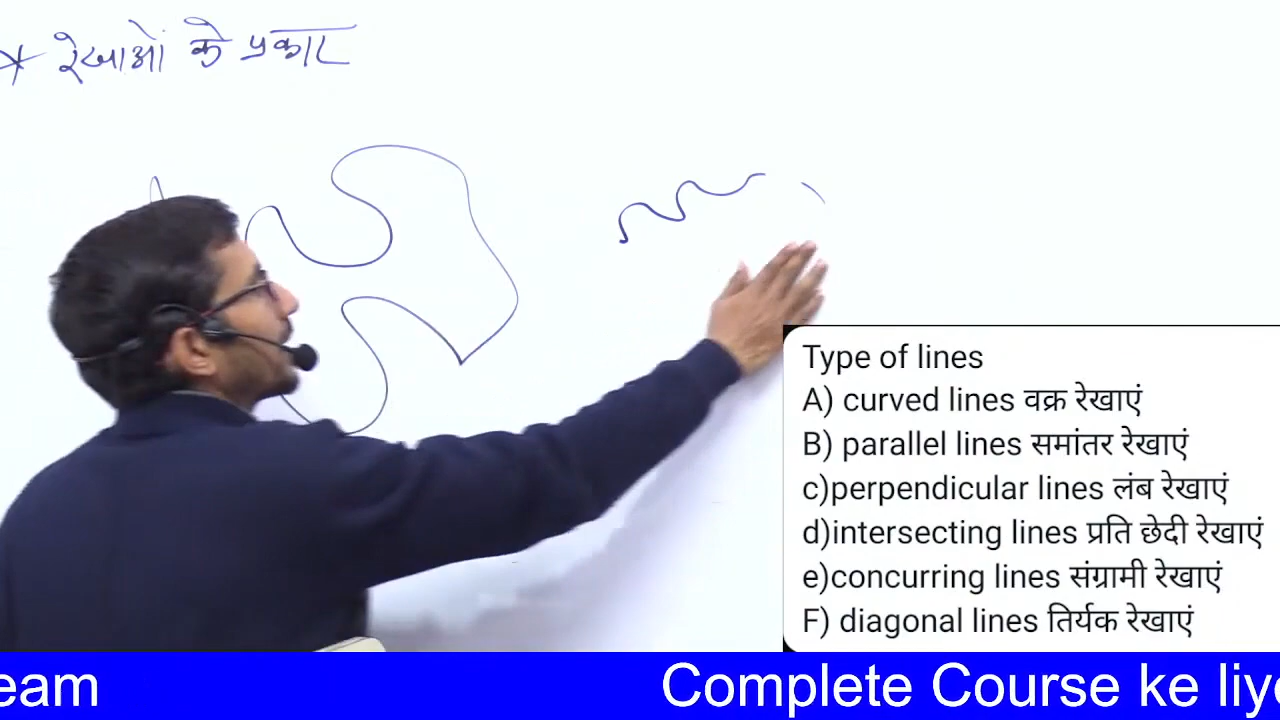 * रेखाओं के प्रकार
Type of lines
A) curved lines वक्र रेखाएं
B) parallel lines समांतर रेखाएं
c)perpendicular lines लंब रेखाएं
d)intersecting lines प्रति छेदी रेखाएं
e)concurring lines संग्रामी रेखाएं
F) diagonal lines तिर्यक रेखाएं
eam Complete Course ke liye